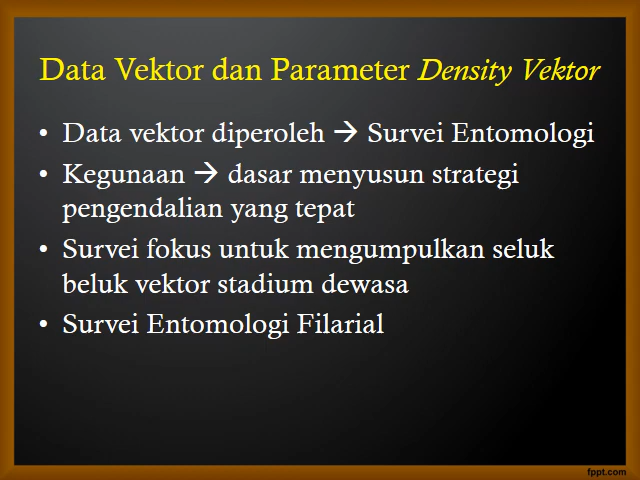 Data Vektor dan Parameter Density Vektor
• Data vektor diperoleh → Survei Entomologi
• Kegunaan → dasar menyusun strategi
pengendalian yang tepat
• Survei fokus untuk mengumpulkan seluk
beluk vektor stadium dewasa
• Survei Entomologi Filarial
fppt.com